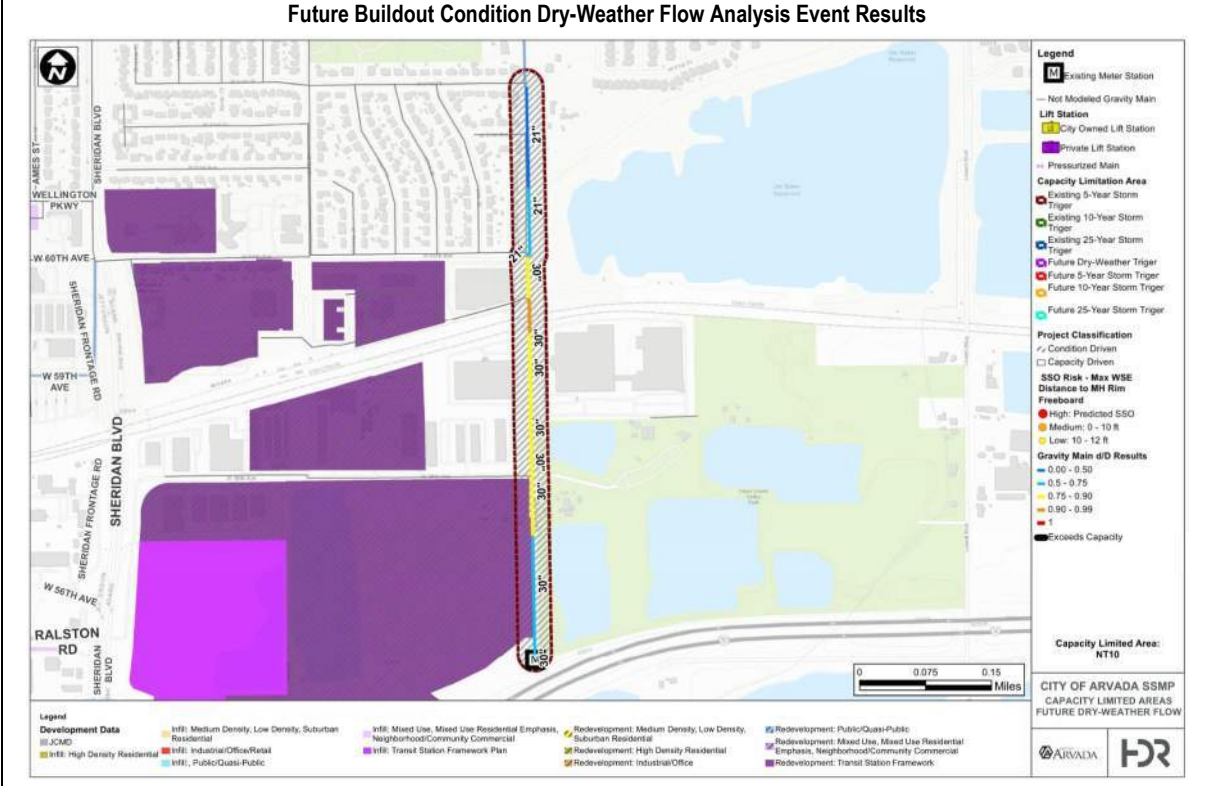 Future Buildout Condition Dry-Weather Flow Analysis Event Results
N
AMES ST
SHERIDAN BLVD
WELLINGTON
PKWY
W 60TH AVE
SHERIDAN FRONTAGE RD
W 59TH
AVE
SHERIDAN BLVD
SHERIDAN FRONTAGE RD
W 56TH AVE
RALSTON
RD
SHERIDAN
BLVD
21"
21"
21"
30"
30"
30"
30"
30"
30"
30"
30"
M
0 0.075 0.15
Miles
Legend
M Existing Meter Station
Not Modeled Gravity Main
Lift Station
City Owned Lift Station
Private Lift Station
Pressurized Main
Capacity Limitation Area
Existing 5-Year Storm
Triger
Existing 10-Year Storm
Triger
Existing 25-Year Storm
Triger
Future Dry-Weather Triger
Future 5-Year Storm Triger
Future 10-Year Storm Triger
Future 25-Year Storm Triger
Project Classification
Condition Driven
Capacity Driven
SSO Risk - Max WSE
Distance to MH Rim
Freeboard
High: Predicted SSO
Medium: 0 - 10 ft
Low: 10 - 12 ft
Gravity Main d/D Results
0.00 - 0.50
0.5 - 0.75
0.75 - 0.90
0.90 - 0.99
1
Exceeds Capacity
Capacity Limited Area:
NT10
CITY OF ARVADA SSMP
CAPACITY LIMITED AREAS
FUTURE DRY-WEATHER FLOW
ARVADA
HDR
Legend
Development Data
JCMD
Infill: High Density Residential
Infill: Medium Density, Low Density, Suburban
Residential
Infill: Industrial/Office/Retail
Infill:, Public/Quasi-Public
Infill: Mixed Use, Mixed Use Residential Emphasis,
Neighborhood/Community Commercial
Infill: Transit Station Framework Plan
Redevelopment: Medium Density, Low Density,
Suburban Residential
Redevelopment: High Density Residential
Redevelopment: Industrial/Office
Redevelopment: Public/Quasi-Public
Redevelopment: Mixed Use, Mixed Use Residential
Emphasis, Neighborhood/Community Commercial
Redevelopment: Transit Station Framework